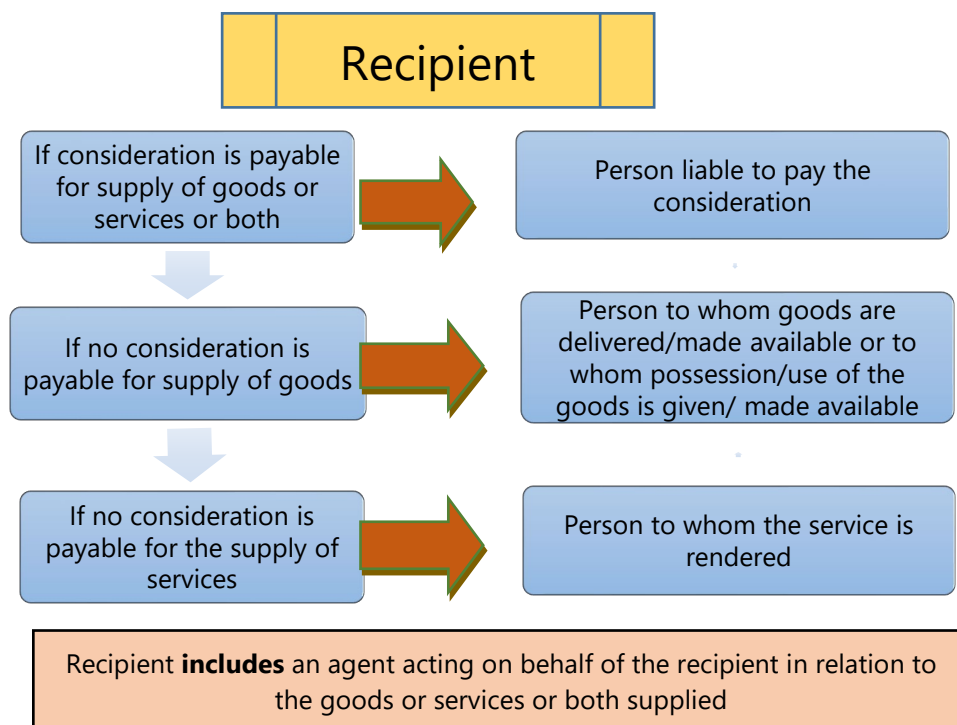 Recipient
If consideration is payable
for supply of goods or
services or both
Person liable to pay the
consideration
If no consideration is
payable for supply of goods
Person to whom goods are
delivered/made available or to
whom possession/use of the
goods is given/ made available
If no consideration is
payable for the supply of
services
Person to whom the service is
rendered
Recipient includes an agent acting on behalf of the recipient in relation to
the goods or services or both supplied